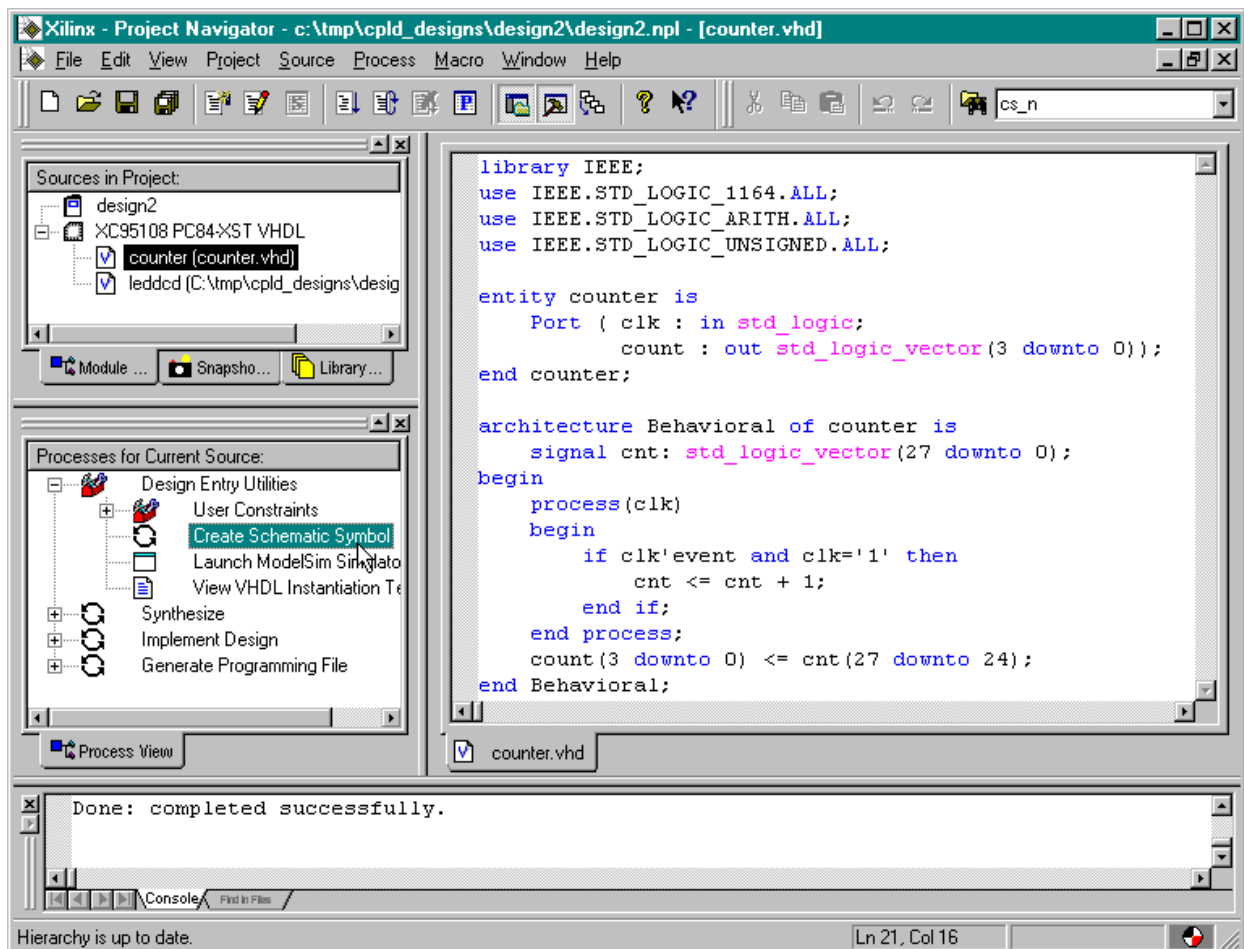 Xilinx - Project Navigator - c:\tmp\cpld_designs\design2\design2.npl - [counter.vhd]
File Edit View Project Source Process Macro Window Help
cs_n
Sources in Project:
design2
XC95108 PC84-XST VHDL
counter (counter.vhd)
leddcd (C:\tmp\cpld_designs\desig
Module ... Snapsho... Library...
Processes for Current Source:
Design Entry Utilities
User Constraints
Create Schematic Symbol
Launch ModelSim Simulato
View VHDL Instantiation Te
Synthesize
Implement Design
Generate Programming File
Process View
library IEEE;
use IEEE.STD_LOGIC_1164.ALL;
use IEEE.STD_LOGIC_ARITH.ALL;
use IEEE.STD_LOGIC_UNSIGNED.ALL;
entity counter is
Port ( clk : in std_logic;
count : out std_logic_vector(3 downto 0));
end counter;
architecture Behavioral of counter is
signal cnt: std_logic_vector(27 downto 0);
begin
process(clk)
begin
if clk'event and clk='1' then
cnt <= cnt + 1;
end if;
end process;
count(3 downto 0) <= cnt(27 downto 24);
end Behavioral;
counter.vhd
Done: completed successfully.
Console Find in Files
Hierarchy is up to date. Ln 21, Col 16